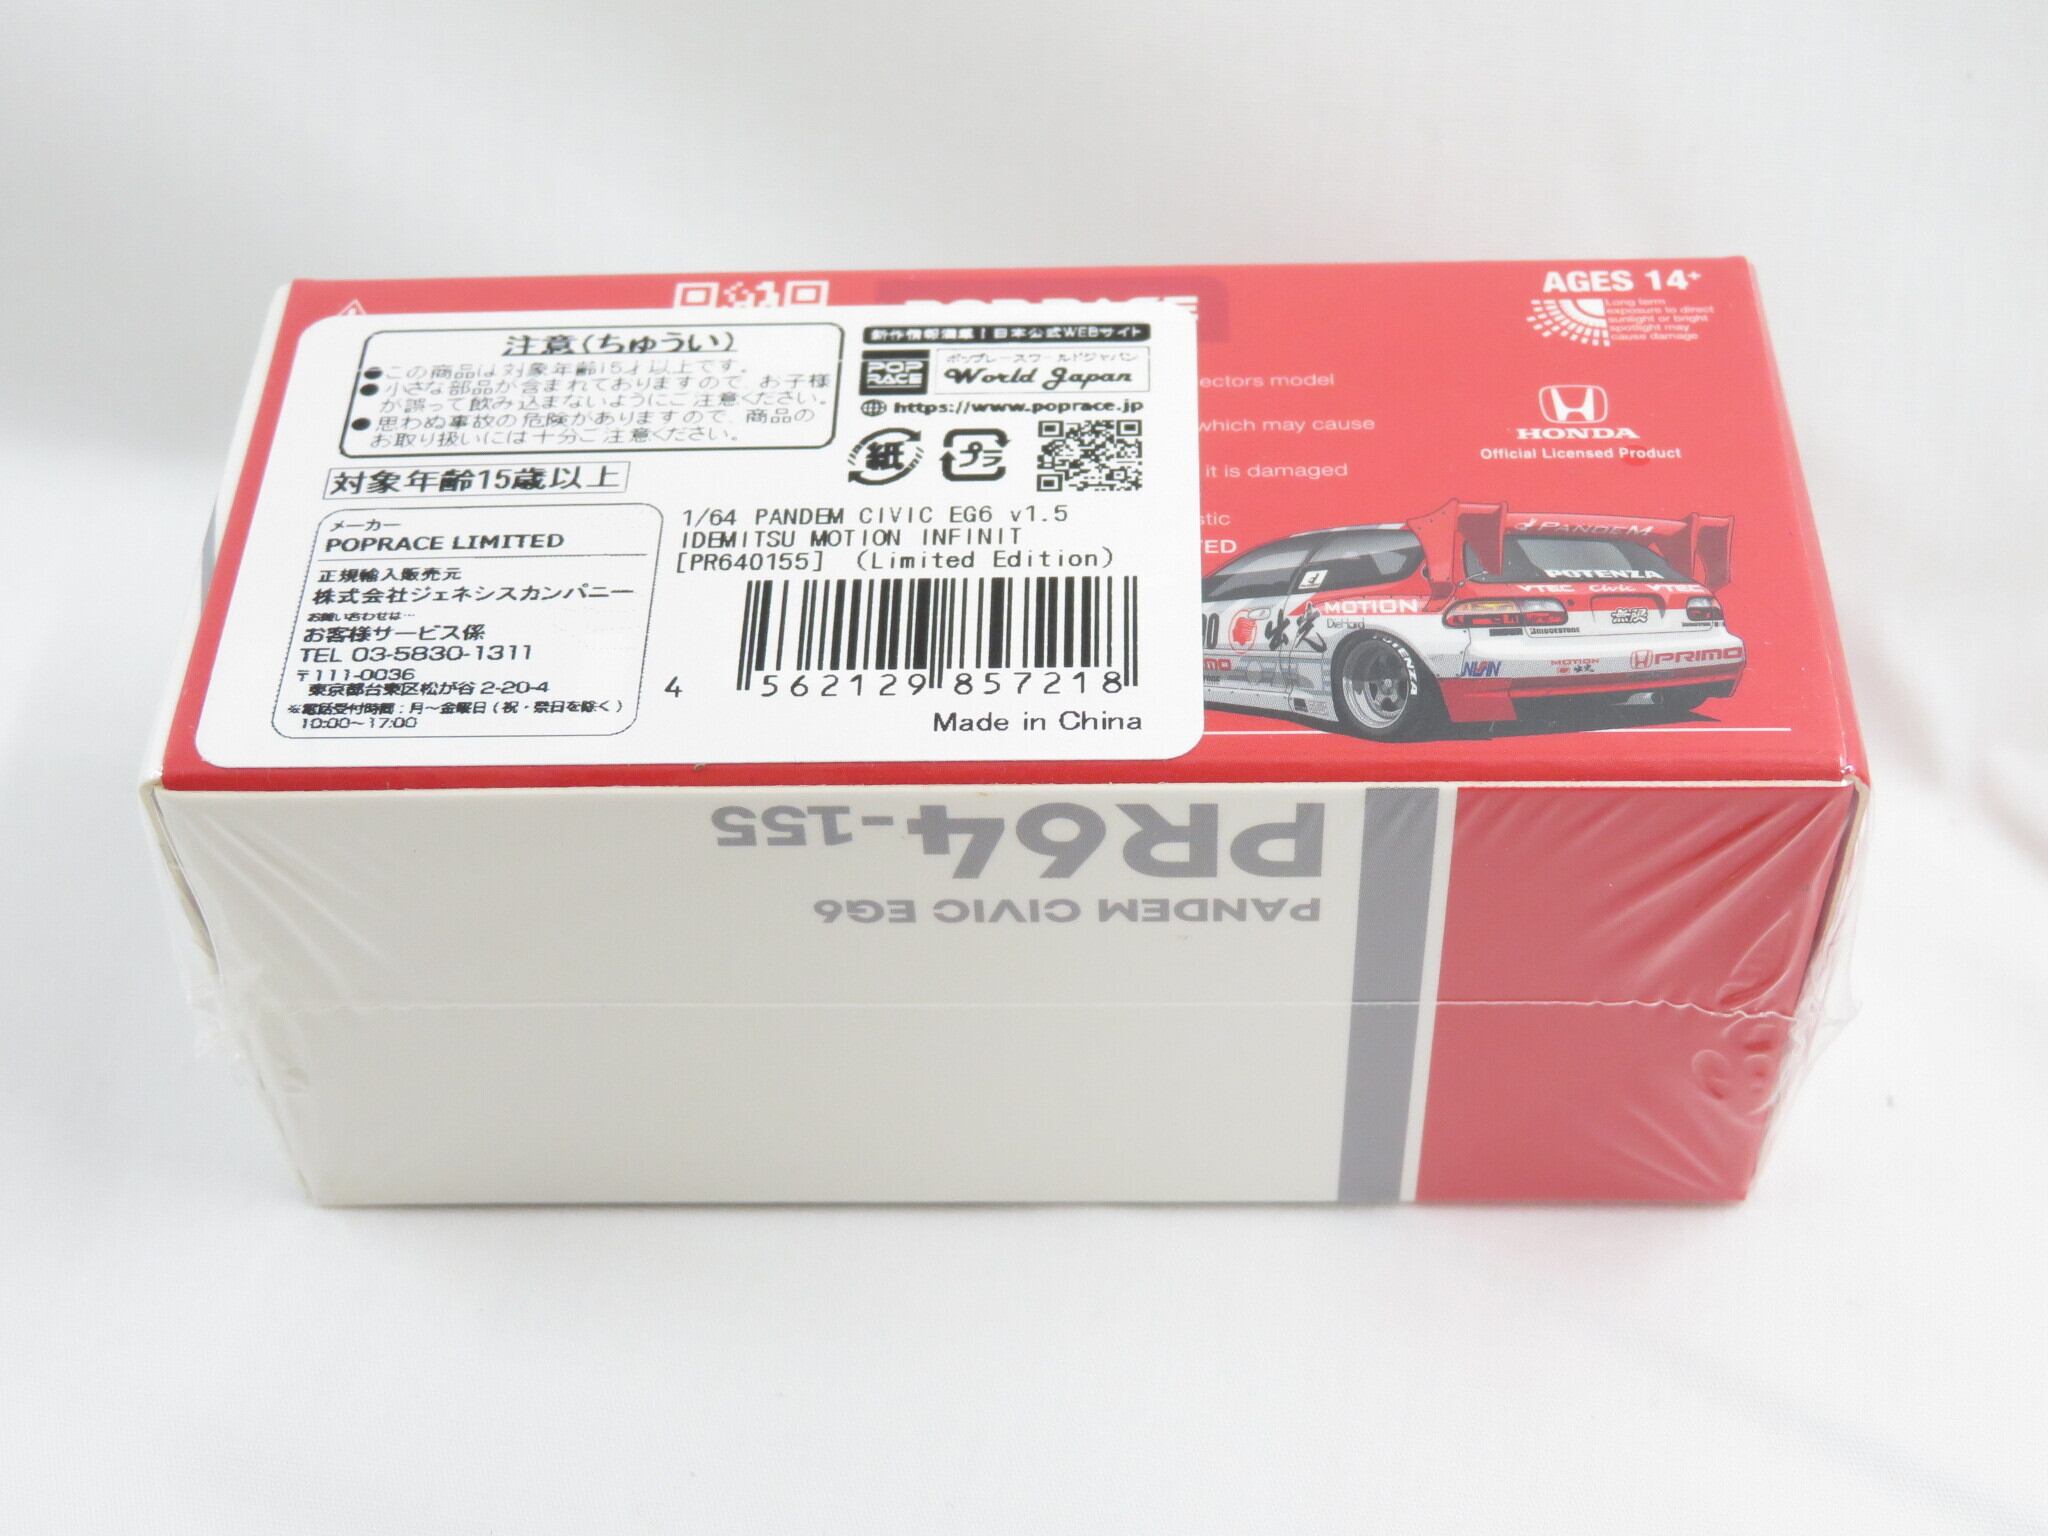 AGES 14+
Long term
exposure to direct
sunlight or bright
spotlight may
cause damage
注意(ちゅうい)
●この商品は対象年齢15才以上です。
●小さな部品が含まれておりますので、お子様
が誤って飲み込まないようにご注意ください。
●思わぬ事故の危険がありますので、商品の
お取り扱いには十分ご注意ください。
対象年齢15歳以上
新作情報満載!日本公式WEBサイト
POP
RACE
ポップレースワールドジャパン
World Japan
https://www.poprace.jp
紙
プラ
メーカー
POPRACE LIMITED
正規輸入販売元
株式会社ジェネシスカンパニー
お問い合わせは…
お客様サービス係
TEL 03-5830-1311
〒111-0036
東京都台東区松が谷 2-20-4
※電話受付時間:月~金曜日(祝・祭日を除く)
10:00~17:00
1/64 PANDEM CIVIC EG6 v1.5
IDEMITSU MOTION INFINIT
[PR640155] (Limited Edition)
4 562129 857218
Made in China
ectors model
which may cause
it is damaged
stic
TED
HONDA
Official Licensed Product
PANDEM
POTENZA
VTEC Civic VTEC
無限
BRIDGESTONE
MOTION
DieHard
出光
POTENZA
MOTION
出光
PRIMO
PR64-155
PANDEM CIVIC EG6